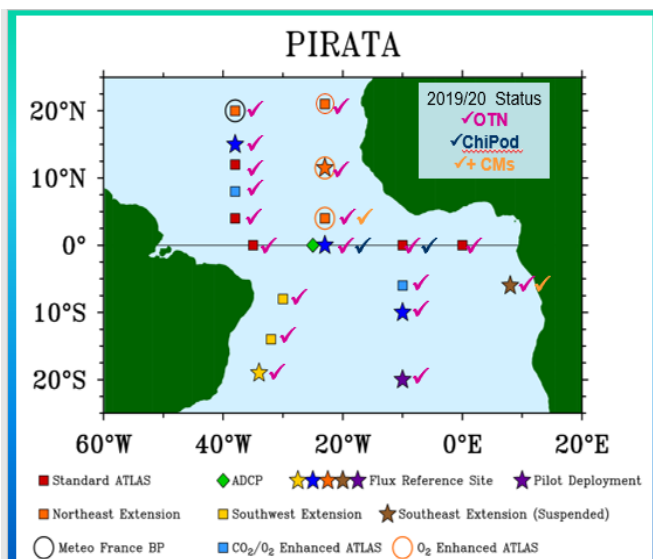 PIRATA
2019/20 Status
✓OTN
✓ChiPod
✓+ CMs
20°N
10°N
0°
10°S
20°S
60°W 40°W 20°W 0°E 20°E
Standard ATLAS ADCP Flux Reference Site Pilot Deployment
Northeast Extension Southwest Extension Southeast Extension (Suspended)
Meteo France BP CO₂/O₂ Enhanced ATLAS O₂ Enhanced ATLAS